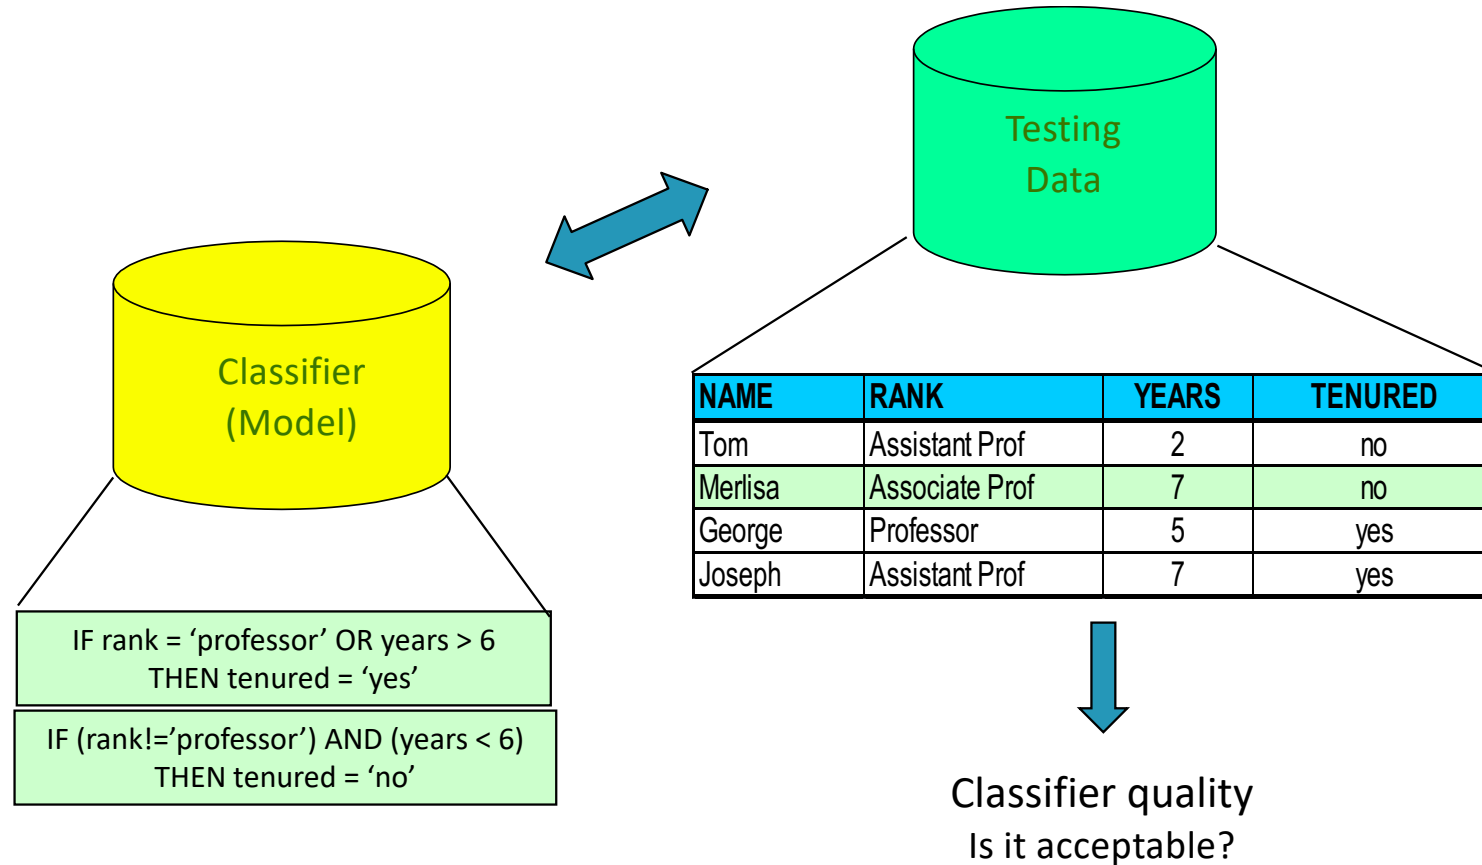 Testing
Data
Classifier
(Model)
NAME RANK YEARS TENURED
Tom Assistant Prof 2 no
Merlisa Associate Prof 7 no
George Professor 5 yes
Joseph Assistant Prof 7 yes
IF rank = ‘professor’ OR years > 6
THEN tenured = ‘yes’
IF (rank!=’professor’) AND (years < 6)
THEN tenured = ‘no’
Classifier quality
Is it acceptable?